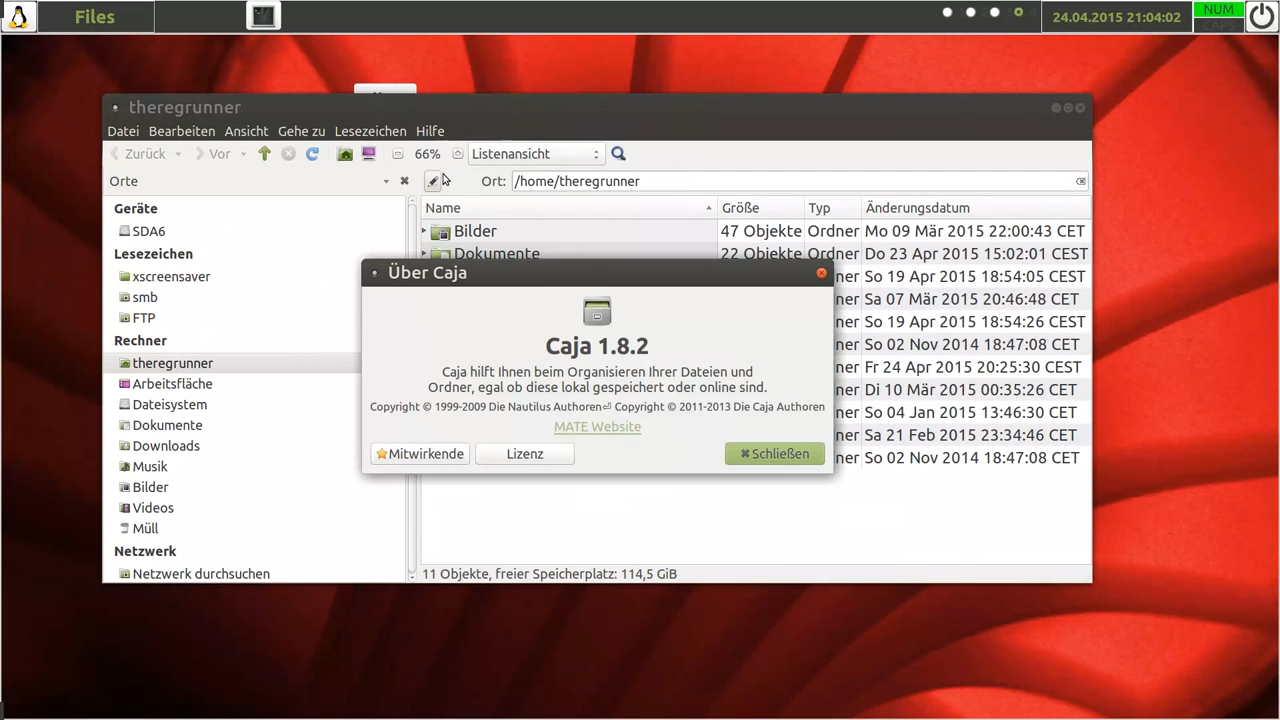 Files
24.04.2015 21:04:02
NUM
CAPS
theregrunner
Datei Bearbeiten Ansicht Gehe zu Lesezeichen Hilfe
Zurück Vor 66% Listenansicht
Orte
Ort: /home/theregrunner
Geräte
SDA6
Lesezeichen
xscreensaver
smb
FTP
Rechner
theregrunner
Arbeitsfläche
Dateisystem
Dokumente
Downloads
Musik
Bilder
Videos
Müll
Netzwerk
Netzwerk durchsuchen
Name Größe Typ Änderungsdatum
Bilder 47 Objekte Ordner Mo 09 Mär 2015 22:00:43 CET
Dokumente 22 Objekte Ordner Do 23 Apr 2015 15:02:01 CEST
ner So 19 Apr 2015 18:54:05 CEST
ner Sa 07 Mär 2015 20:46:48 CET
ner So 19 Apr 2015 18:54:26 CEST
ner So 02 Nov 2014 18:47:08 CET
ner Fr 24 Apr 2015 20:25:30 CEST
ner Di 10 Mär 2015 00:35:26 CET
ner So 04 Jan 2015 13:46:30 CET
ner Sa 21 Feb 2015 23:34:46 CET
ner So 02 Nov 2014 18:47:08 CET
11 Objekte, freier Speicherplatz: 114,5 GiB
Über Caja
Caja 1.8.2
Caja hilft Ihnen beim Organisieren Ihrer Dateien und
Ordner, egal ob diese lokal gespeichert oder online sind.
Copyright © 1999-2009 Die Nautilus Authoren⏎ Copyright © 2011-2013 Die Caja Authoren
MATE Website
Mitwirkende Lizenz Schließen